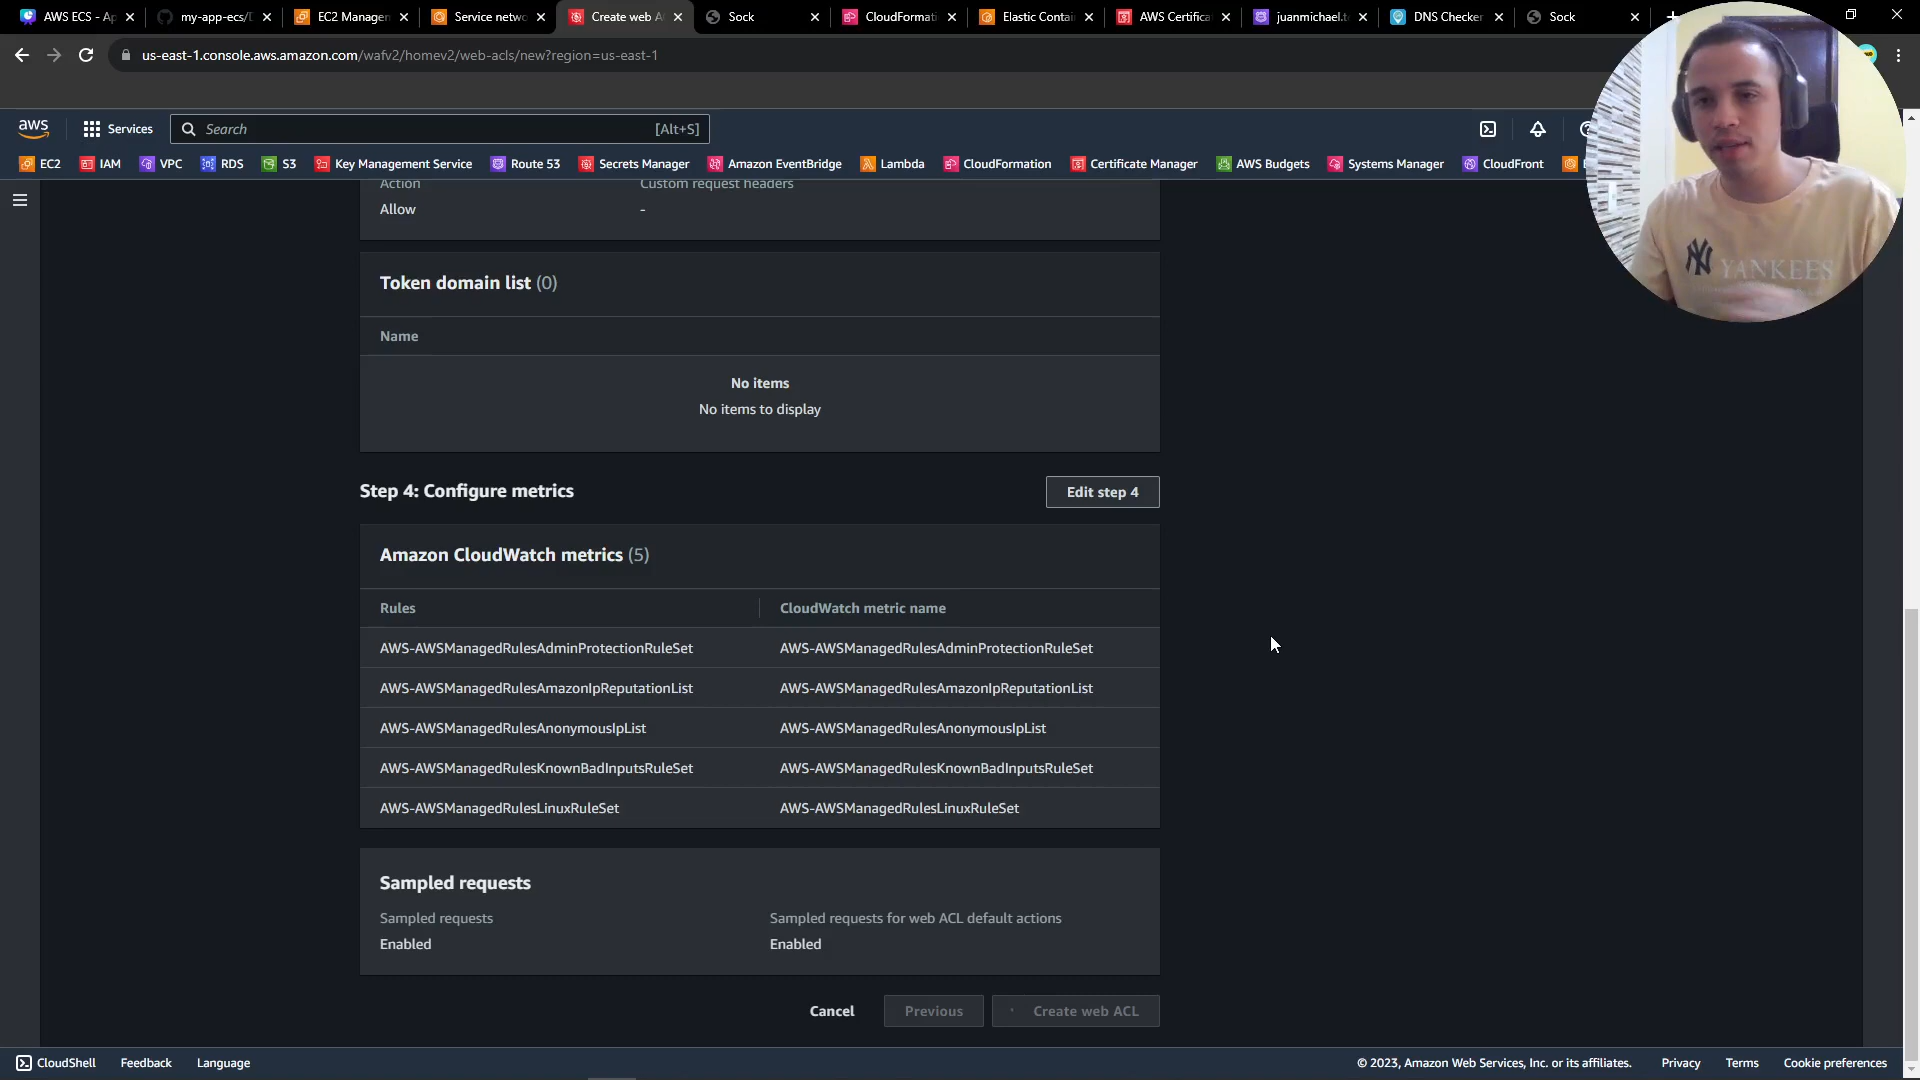 AWS ECS - Ap
my-app-ecs/D
EC2 Managem
Service netwo
Create web A
Sock
CloudFormati
Elastic Contai
AWS Certifica
juanmichael.t
DNS Checker
Sock
us-east-1.console.aws.amazon.com/wafv2/homev2/web-acls/new?region=us-east-1
aws
Services
Search
[Alt+S]
EC2
IAM
VPC
RDS
S3
Key Management Service
Route 53
Secrets Manager
Amazon EventBridge
Lambda
CloudFormation
Certificate Manager
AWS Budgets
Systems Manager
CloudFront
Action
Custom request headers
Allow
-
Token domain list (0)
Name
No items
No items to display
Step 4: Configure metrics
Edit step 4
Amazon CloudWatch metrics (5)
Rules
CloudWatch metric name
AWS-AWSManagedRulesAdminProtectionRuleSet
AWS-AWSManagedRulesAdminProtectionRuleSet
AWS-AWSManagedRulesAmazonIpReputationList
AWS-AWSManagedRulesAmazonIpReputationList
AWS-AWSManagedRulesAnonymousIpList
AWS-AWSManagedRulesAnonymousIpList
AWS-AWSManagedRulesKnownBadInputsRuleSet
AWS-AWSManagedRulesKnownBadInputsRuleSet
AWS-AWSManagedRulesLinuxRuleSet
AWS-AWSManagedRulesLinuxRuleSet
Sampled requests
Sampled requests
Sampled requests for web ACL default actions
Enabled
Enabled
Cancel
Previous
Create web ACL
CloudShell
Feedback
Language
© 2023, Amazon Web Services, Inc. or its affiliates.
Privacy
Terms
Cookie preferences
NY
YANKEES